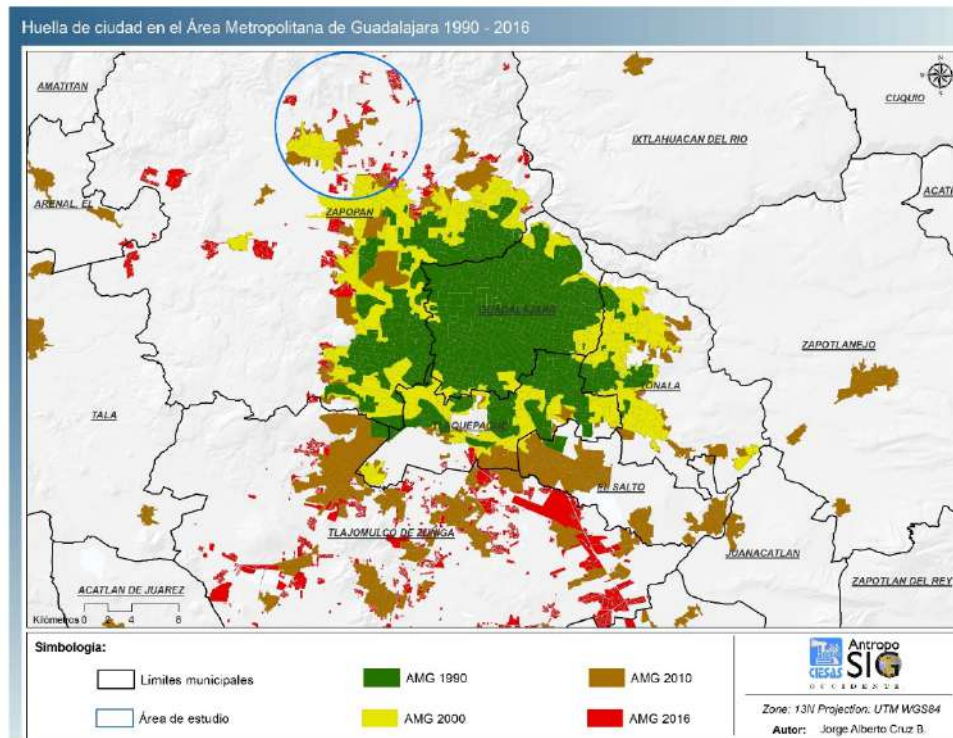 Huella de ciudad en el Área Metropolitana de Guadalajara 1990 - 2016
AMATITAN
CUQUIO
IXTLAHUACAN DEL RIO
ACATI
ARENAL, EL
ZAPOPAN
GUADALAJARA
ZAPOTLANEJO
TONALA
TALA
TLAQUEPAQUE
EL SALTO
TLAJOMULCO DE ZUÑIGA
JUANACATLAN
ACATLAN DE JUAREZ
ZAPOTLAN DEL REY
Kilómetros 0 2 4 8
Simbología:
Límites municipales
AMG 1990
AMG 2010
Área de estudio
AMG 2000
AMG 2016
CIESAS
Antropo
SIG
OCCIDENTE
Zone: 13N Projection: UTM WGS84
Autor: Jorge Alberto Cruz B.